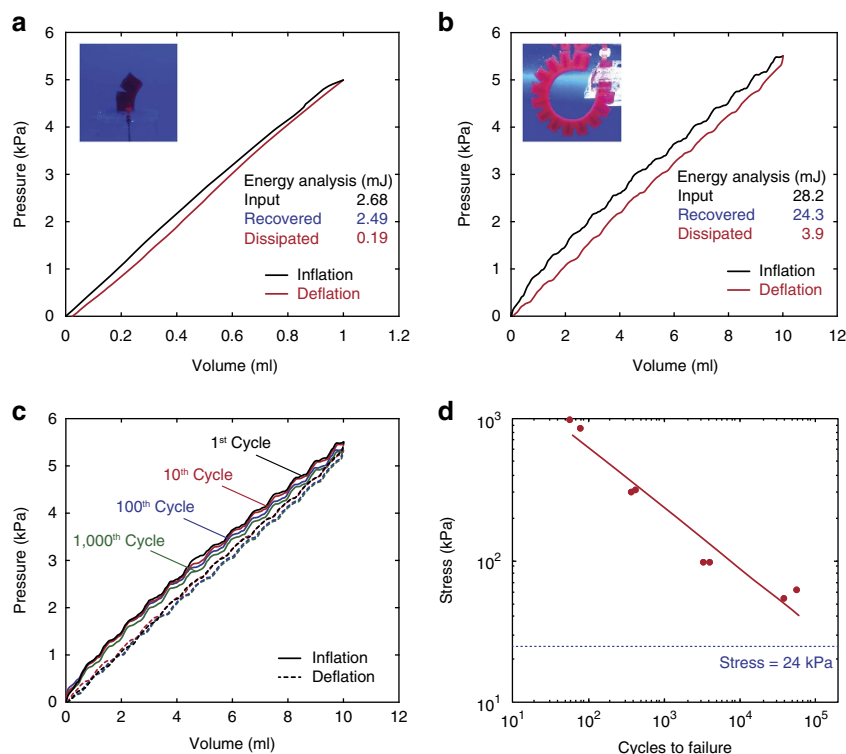 a
6
5
4
3
2
1
0
Pressure (kPa)
0 0.2 0.4 0.6 0.8 1 1.2
Volume (ml)
Energy analysis (mJ)
Input 2.68
Recovered 2.49
Dissipated 0.19
Inflation
Deflation
b
6
5
4
3
2
1
0
Pressure (kPa)
0 2 4 6 8 10 12
Volume (ml)
Energy analysis (mJ)
Input 28.2
Recovered 24.3
Dissipated 3.9
Inflation
Deflation
c
6
5
4
3
2
1
0
Pressure (kPa)
0 2 4 6 8 10 12
Volume (ml)
1st Cycle
10th Cycle
100th Cycle
1,000th Cycle
Inflation
Deflation
d
10³
10²
10¹
Stress (kPa)
10¹ 10² 10³ 10⁴ 10⁵
Cycles to failure
Stress = 24 kPa